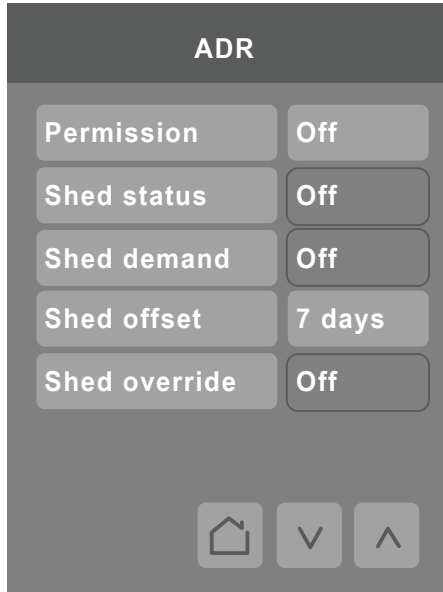 ADR
Permission Off
Shed status Off
Shed demand Off
Shed offset 7 days
Shed override Off